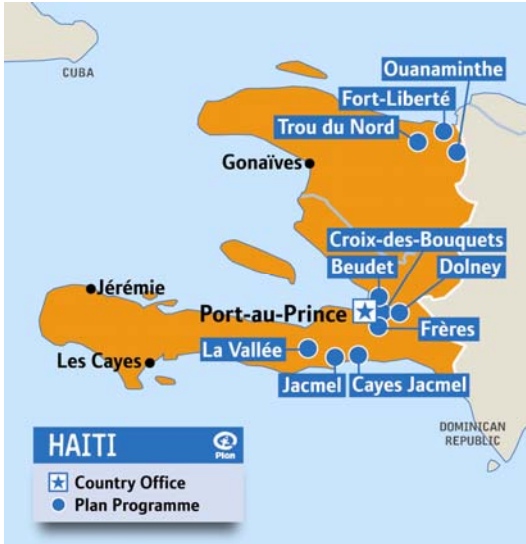 CUBA
Ouanaminthe
Fort-Liberté
Trou du Nord
Gonaïves
Croix-des-Bouquets
Beudet
Dolney
Jérémie
Port-au-Prince
Frères
La Vallée
Les Cayes
Jacmel
Cayes Jacmel
DOMINICAN
REPUBLIC
HAITI
Plan
Country Office
Plan Programme